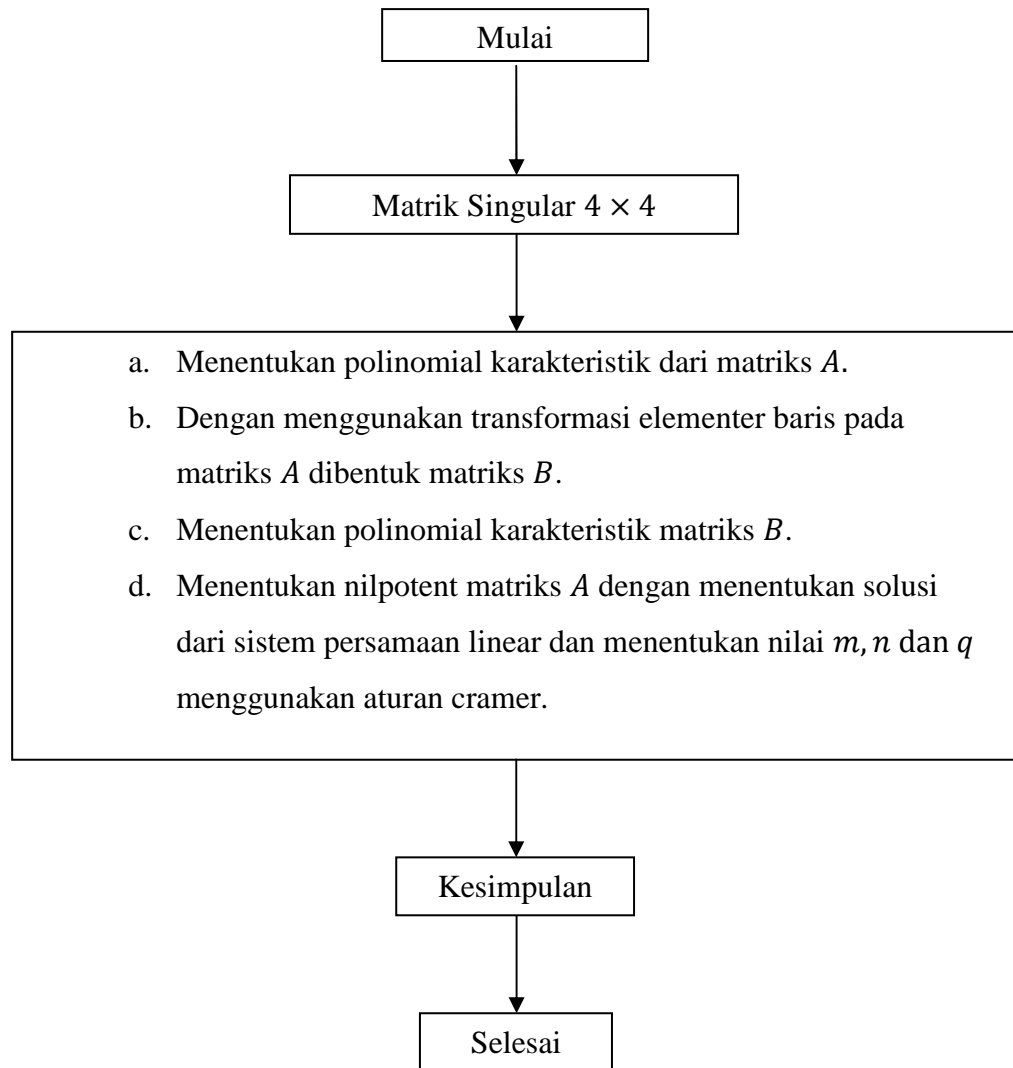 Mulai
Matrik Singular 4 × 4
a. Menentukan polinomial karakteristik dari matriks A.
b. Dengan menggunakan transformasi elementer baris pada
matriks A dibentuk matriks B.
c. Menentukan polinomial karakteristik matriks B.
d. Menentukan nilpotent matriks A dengan menentukan solusi
dari sistem persamaan linear dan menentukan nilai m, n dan q
menggunakan aturan cramer.
Kesimpulan
Selesai